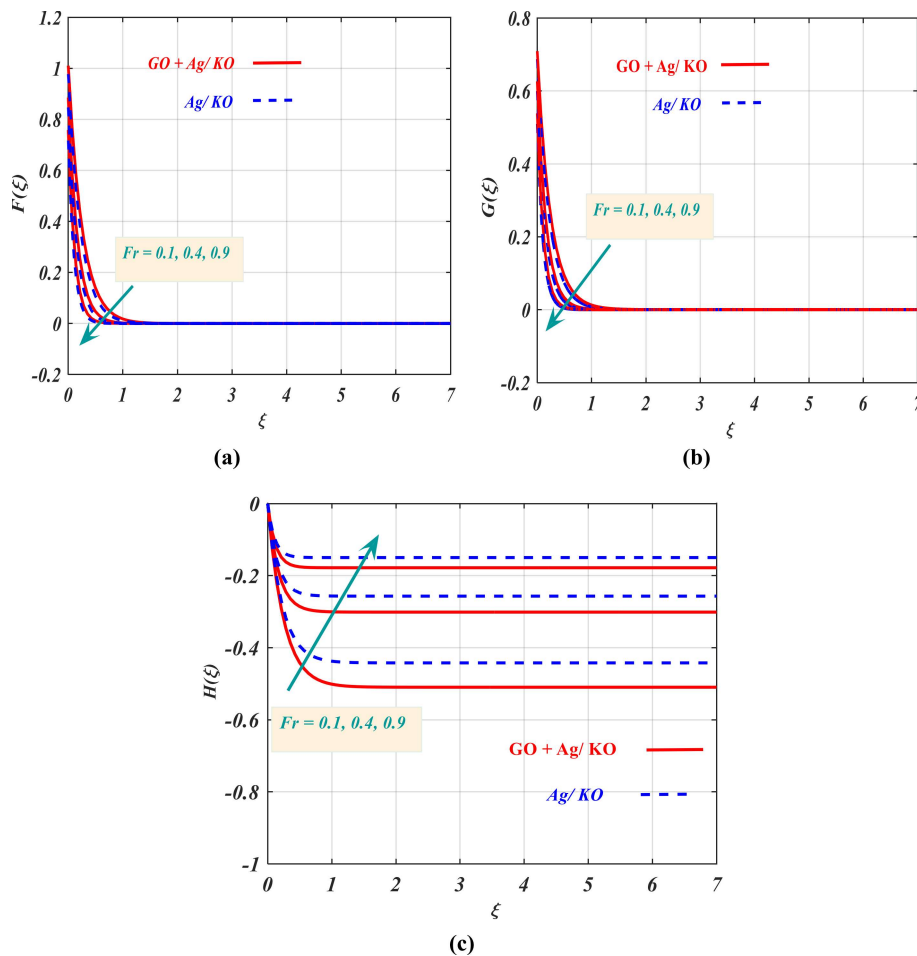 1.2
1
0.8
0.6
0.4
0.2
0
-0.2
F(ξ)
GO + Ag/ KO
Ag/ KO
Fr = 0.1, 0.4, 0.9
0 1 2 3 4 5 6 7
ξ
(a)
0.8
0.6
0.4
0.2
0
-0.2
G(ξ)
GO + Ag/ KO
Ag/ KO
Fr = 0.1, 0.4, 0.9
0 1 2 3 4 5 6 7
ξ
(b)
0
-0.2
-0.4
-0.6
-0.8
-1
H(ξ)
Fr = 0.1, 0.4, 0.9
GO + Ag/ KO
Ag/ KO
0 1 2 3 4 5 6 7
ξ
(c)